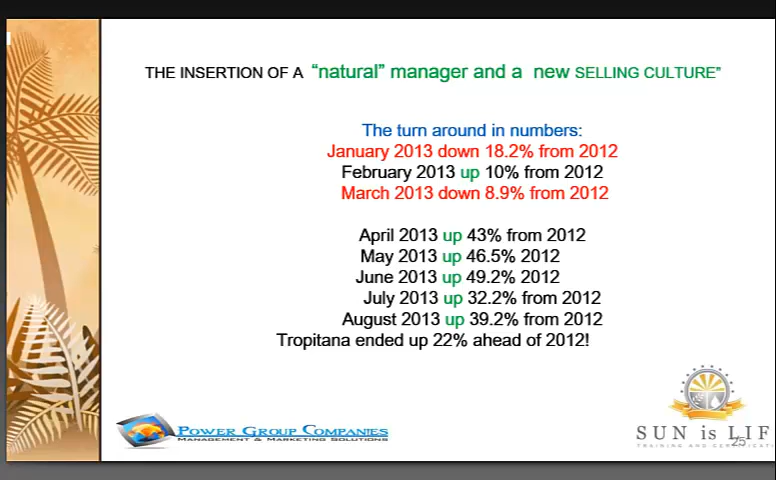 THE INSERTION OF A “natural” manager and a new SELLING CULTURE”
The turn around in numbers:
January 2013 down 18.2% from 2012
February 2013 up 10% from 2012
March 2013 down 8.9% from 2012
April 2013 up 43% from 2012
May 2013 up 46.5% 2012
June 2013 up 49.2% 2012
July 2013 up 32.2% from 2012
August 2013 up 39.2% from 2012
Tropitana ended up 22% ahead of 2012!
POWER GROUP COMPANIES
MANAGEMENT & MARKETING SOLUTIONS
SUN is LIF
25
TRAINING AND CERTIFICAT